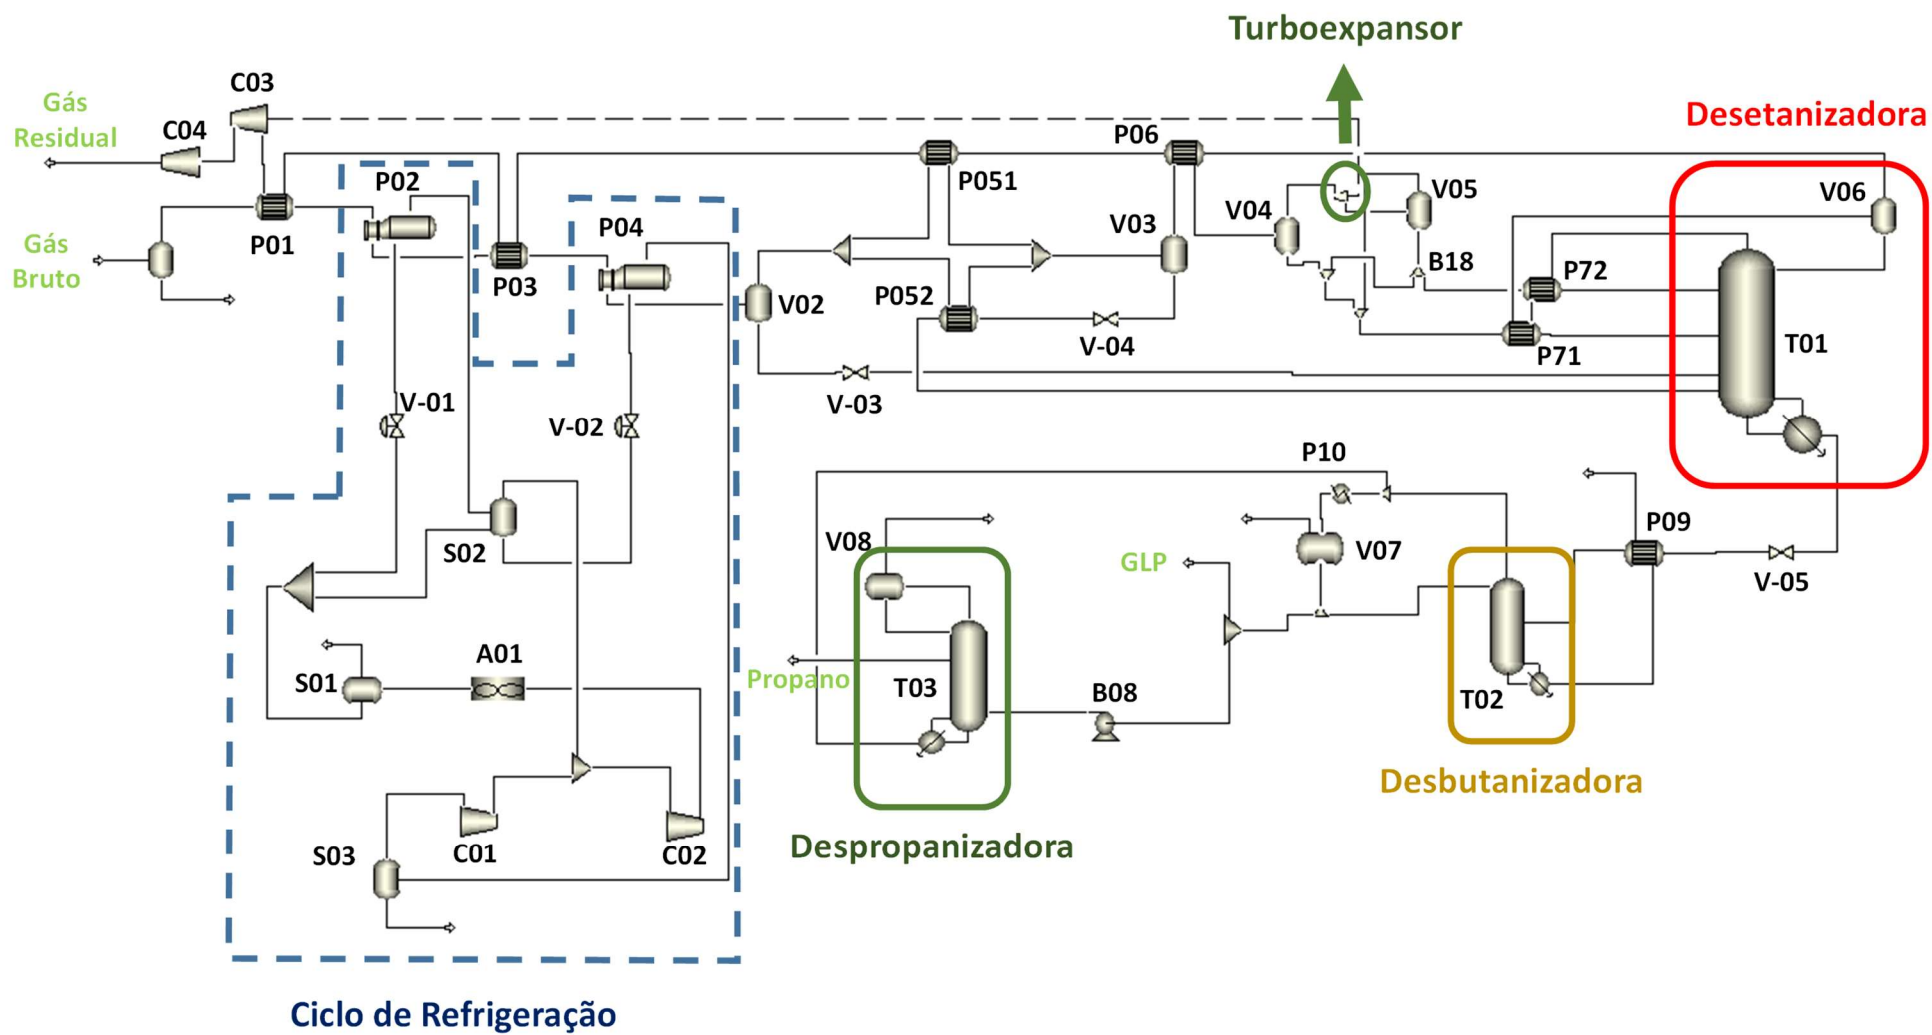 Turboexpansor
C03
Gás
Residual
C04
Desetanizadora
P06
P051
P02
V05
V06
P01
P04
V04
V03
Gás
Bruto
P03
B18
P72
P052
V02
V-04
P71
T01
V-03
V-01
V-02
P10
P09
S02
V08
V07
GLP
V-05
A01
S01
Propano
T03
B08
T02
Desbutanizadora
Despropanizadora
S03
C01
C02
Ciclo de Refrigeração